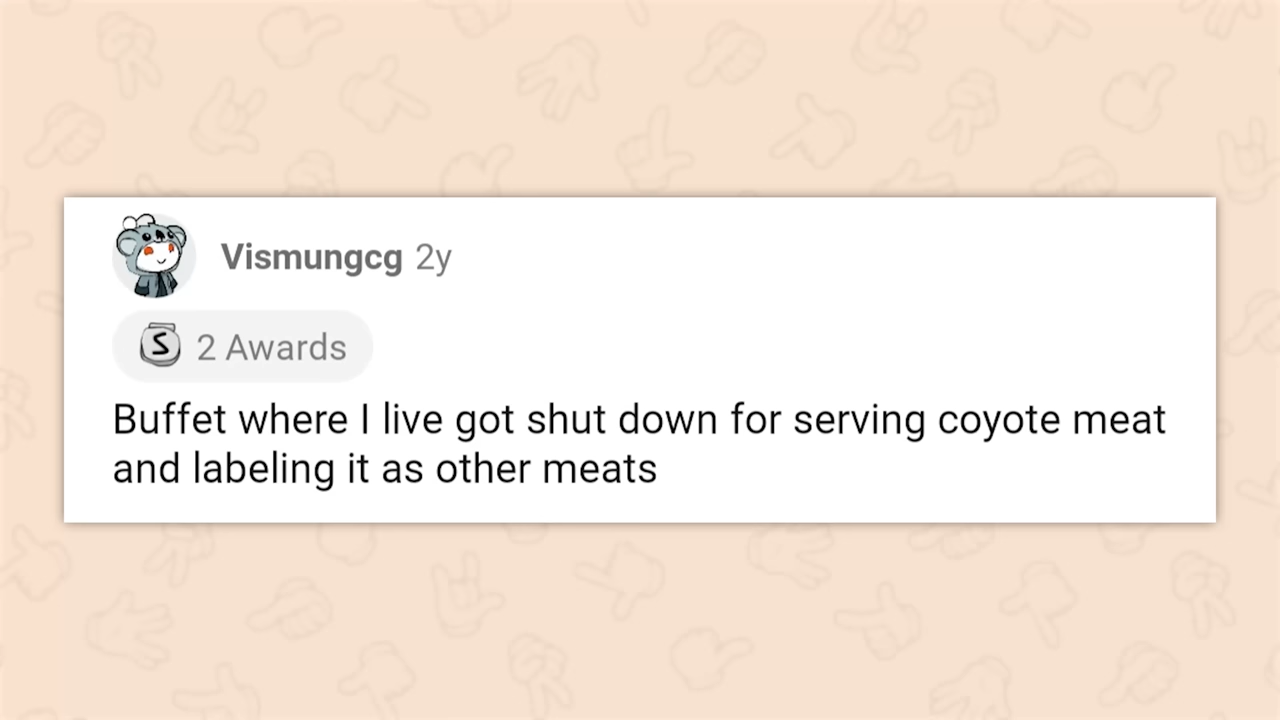 Vismungcg 2y
2 Awards
Buffet where I live got shut down for serving coyote meat
and labeling it as other meats